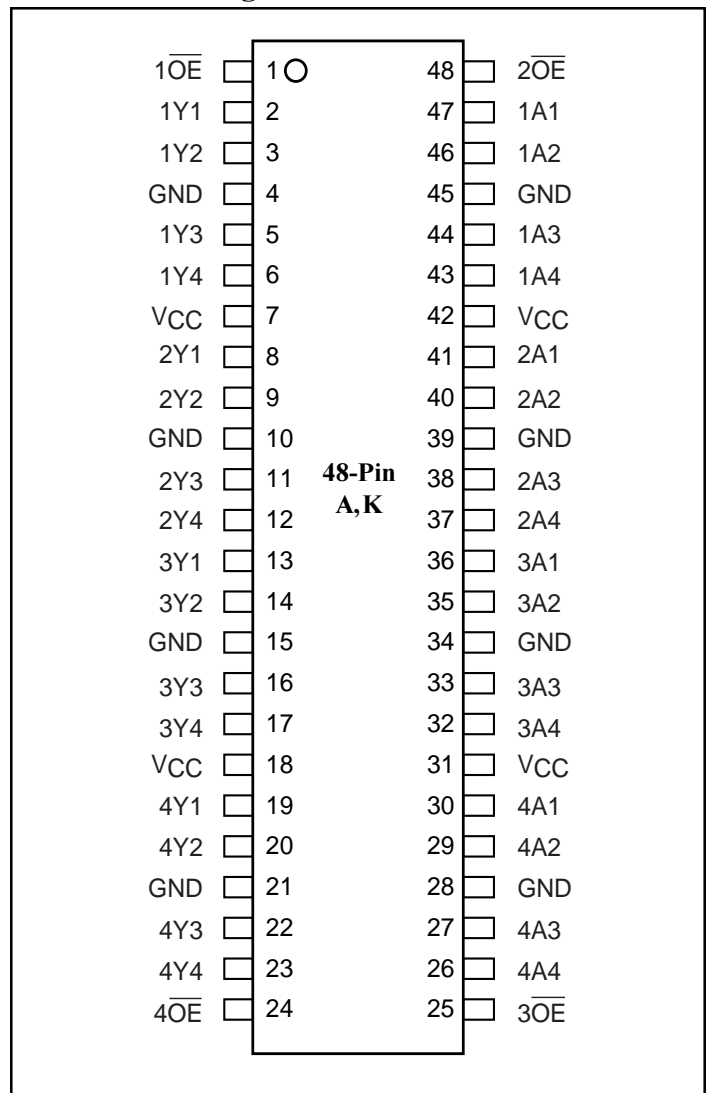 1O̅E̅ 1 48 2O̅E̅
1Y1 2 47 1A1
1Y2 3 46 1A2
GND 4 45 GND
1Y3 5 44 1A3
1Y4 6 43 1A4
VCC 7 42 VCC
2Y1 8 41 2A1
2Y2 9 40 2A2
GND 10 39 GND
2Y3 11 48-Pin 38 2A3
2Y4 12 A,K 37 2A4
3Y1 13 36 3A1
3Y2 14 35 3A2
GND 15 34 GND
3Y3 16 33 3A3
3Y4 17 32 3A4
VCC 18 31 VCC
4Y1 19 30 4A1
4Y2 20 29 4A2
GND 21 28 GND
4Y3 22 27 4A3
4Y4 23 26 4A4
4O̅E̅ 24 25 3O̅E̅